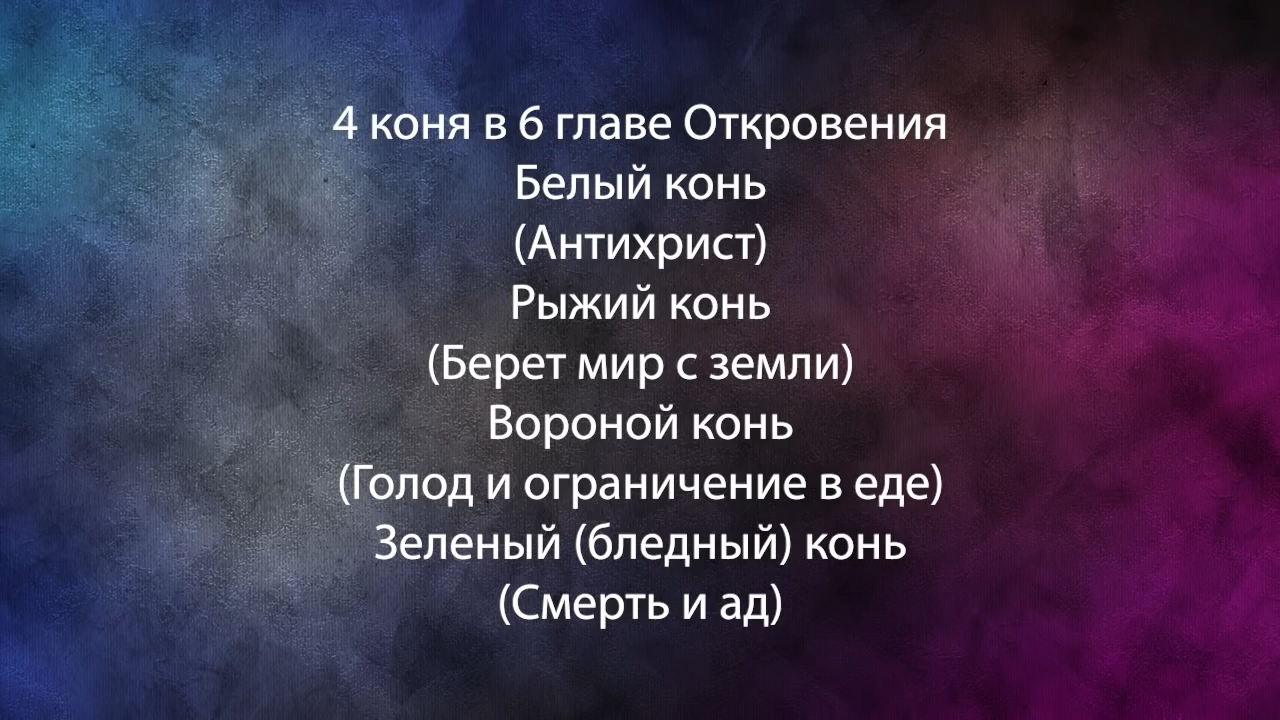 4 коня в 6 главе Откровения
Белый конь
(Антихрист)
Рыжий конь
(Берет мир с земли)
Вороной конь
(Голод и ограничение в еде)
Зеленый (бледный) конь
(Смерть и ад)